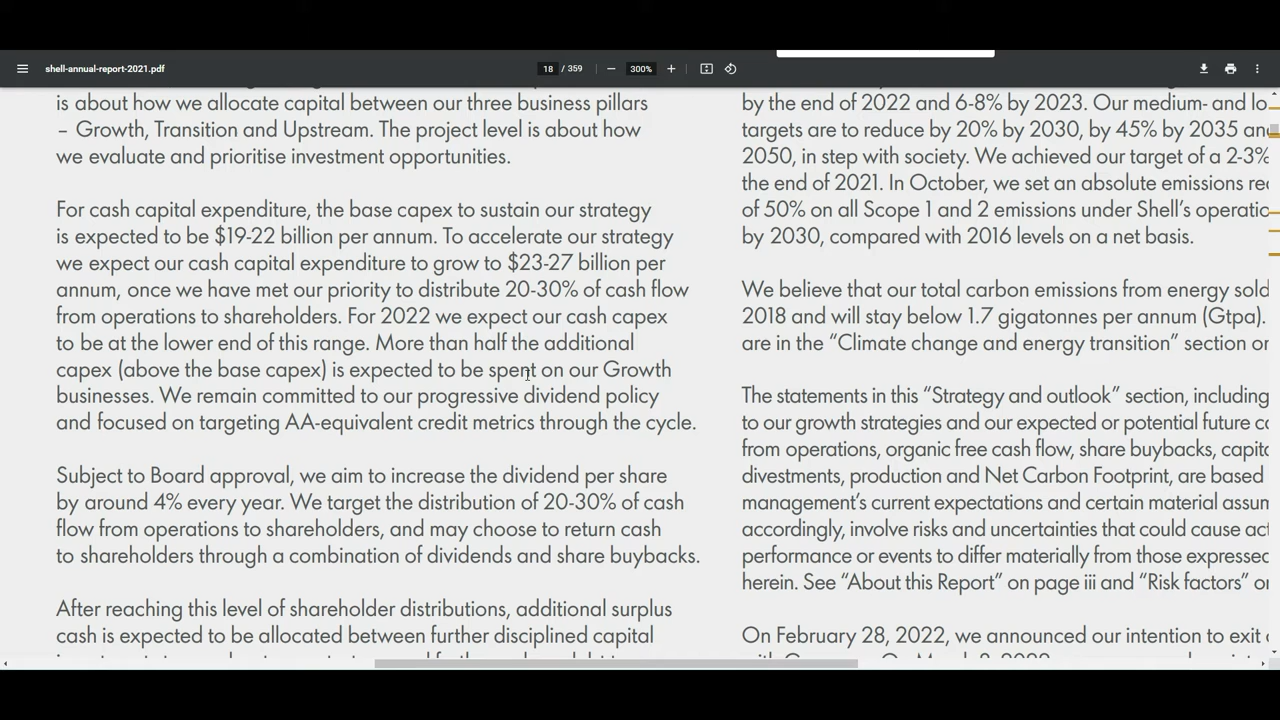 shell-annual-report-2021.pdf
18 / 359
300%
is about how we allocate capital between our three business pillars
– Growth, Transition and Upstream. The project level is about how
we evaluate and prioritise investment opportunities.
For cash capital expenditure, the base capex to sustain our strategy
is expected to be $19-22 billion per annum. To accelerate our strategy
we expect our cash capital expenditure to grow to $23-27 billion per
annum, once we have met our priority to distribute 20-30% of cash flow
from operations to shareholders. For 2022 we expect our cash capex
to be at the lower end of this range. More than half the additional
capex (above the base capex) is expected to be spent on our Growth
businesses. We remain committed to our progressive dividend policy
and focused on targeting AA-equivalent credit metrics through the cycle.
Subject to Board approval, we aim to increase the dividend per share
by around 4% every year. We target the distribution of 20-30% of cash
flow from operations to shareholders, and may choose to return cash
to shareholders through a combination of dividends and share buybacks.
After reaching this level of shareholder distributions, additional surplus
cash is expected to be allocated between further disciplined capital
by the end of 2022 and 6-8% by 2023. Our medium- and lo
targets are to reduce by 20% by 2030, by 45% by 2035 and
2050, in step with society. We achieved our target of a 2-3%
the end of 2021. In October, we set an absolute emissions rec
of 50% on all Scope 1 and 2 emissions under Shell's operatio
by 2030, compared with 2016 levels on a net basis.
We believe that our total carbon emissions from energy sold
2018 and will stay below 1.7 gigatonnes per annum (Gtpa).
are in the “Climate change and energy transition” section or
The statements in this “Strategy and outlook” section, including
to our growth strategies and our expected or potential future ca
from operations, organic free cash flow, share buybacks, capita
divestments, production and Net Carbon Footprint, are based
management's current expectations and certain material assum
accordingly, involve risks and uncertainties that could cause act
performance or events to differ materially from those expressed
herein. See “About this Report” on page iii and “Risk factors” or
On February 28, 2022, we announced our intention to exit o